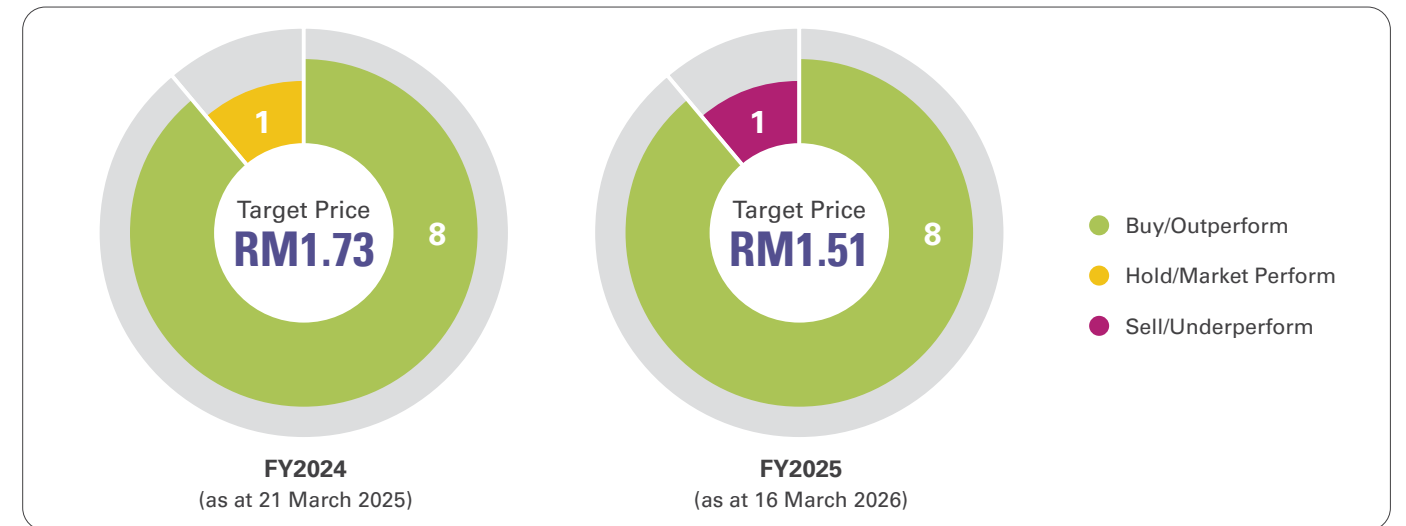 1
8
Target Price
RM1.73
FY2024
(as at 21 March 2025)
1
8
Target Price
RM1.51
FY2025
(as at 16 March 2026)
Buy/Outperform
Hold/Market Perform
Sell/Underperform